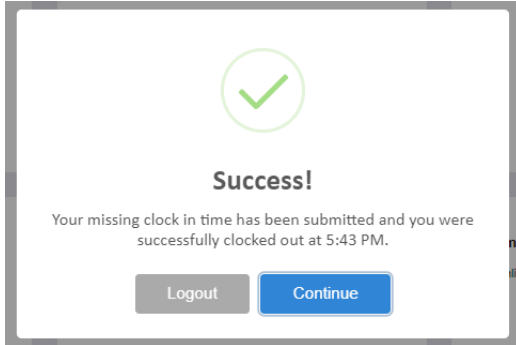 Success!
Your missing clock in time has been submitted and you were
successfully clocked out at 5:43 PM.
Logout
Continue